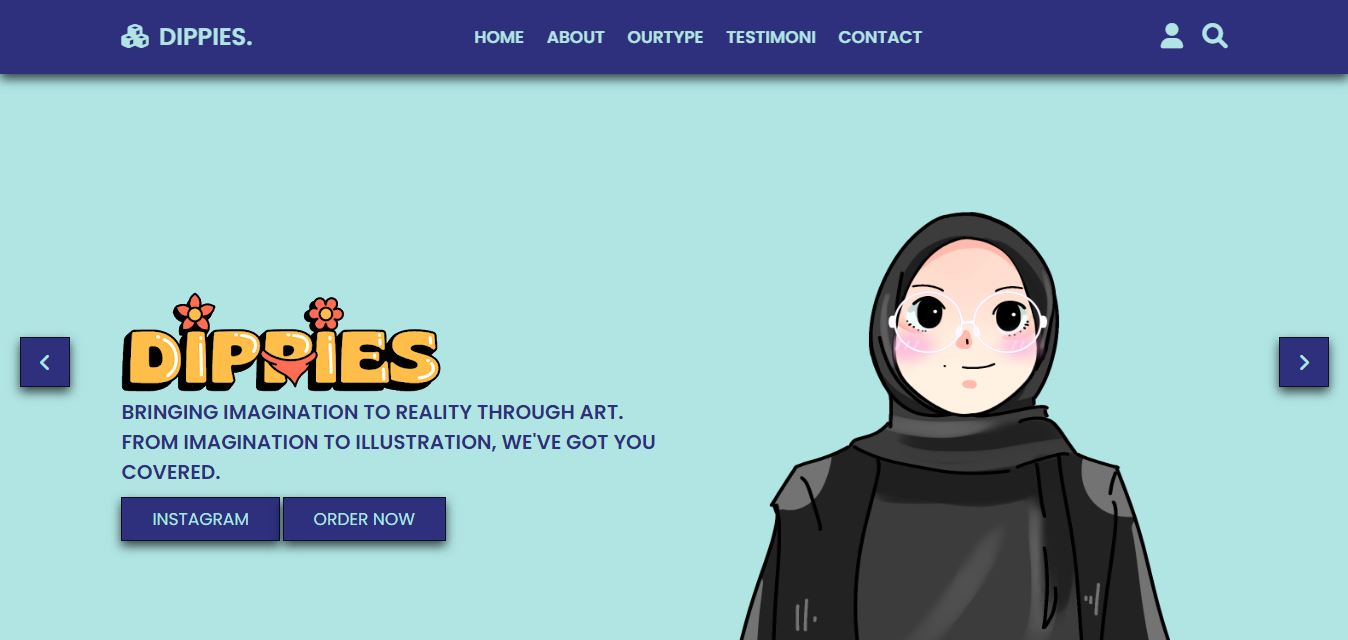 DIPPIES.
HOME ABOUT OURTYPE TESTIMONI CONTACT
DIPPIES
BRINGING IMAGINATION TO REALITY THROUGH ART.
FROM IMAGINATION TO ILLUSTRATION, WE'VE GOT YOU
COVERED.
INSTAGRAM ORDER NOW